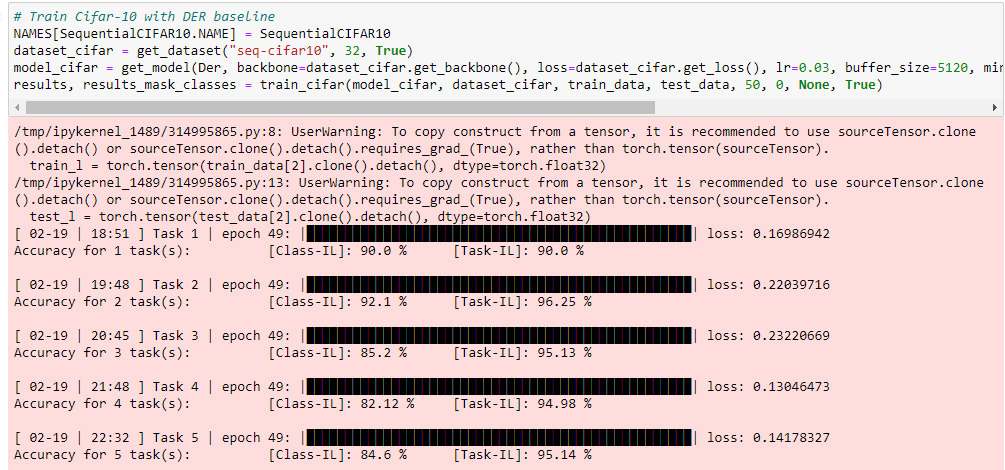 # Train Cifar-10 with DER baseline
NAMES[SequentialCIFAR10.NAME] = SequentialCIFAR10
dataset_cifar = get_dataset("seq-cifar10", 32, True)
model_cifar = get_model(Der, backbone=dataset_cifar.get_backbone(), loss=dataset_cifar.get_loss(), lr=0.03, buffer_size=5120, min
results, results_mask_classes = train_cifar(model_cifar, dataset_cifar, train_data, test_data, 50, 0, None, True)
/tmp/ipykernel_1489/314995865.py:8: UserWarning: To copy construct from a tensor, it is recommended to use sourceTensor.clone
().detach() or sourceTensor.clone().detach().requires_grad_(True), rather than torch.tensor(sourceTensor).
train_l = torch.tensor(train_data[2].clone().detach(), dtype=torch.float32)
/tmp/ipykernel_1489/314995865.py:13: UserWarning: To copy construct from a tensor, it is recommended to use sourceTensor.clone
().detach() or sourceTensor.clone().detach().requires_grad_(True), rather than torch.tensor(sourceTensor).
test_l = torch.tensor(test_data[2].clone().detach(), dtype=torch.float32)
[ 02-19 | 18:51 ] Task 1 | epoch 49: || loss: 0.16986942
Accuracy for 1 task(s): [Class-IL]: 90.0 % [Task-IL]: 90.0 %
[ 02-19 | 19:48 ] Task 2 | epoch 49: || loss: 0.22039716
Accuracy for 2 task(s): [Class-IL]: 92.1 % [Task-IL]: 96.25 %
[ 02-19 | 20:45 ] Task 3 | epoch 49: || loss: 0.23220669
Accuracy for 3 task(s): [Class-IL]: 85.2 % [Task-IL]: 95.13 %
[ 02-19 | 21:48 ] Task 4 | epoch 49: || loss: 0.13046473
Accuracy for 4 task(s): [Class-IL]: 82.12 % [Task-IL]: 94.98 %
[ 02-19 | 22:32 ] Task 5 | epoch 49: || loss: 0.14178327
Accuracy for 5 task(s): [Class-IL]: 84.6 % [Task-IL]: 95.14 %